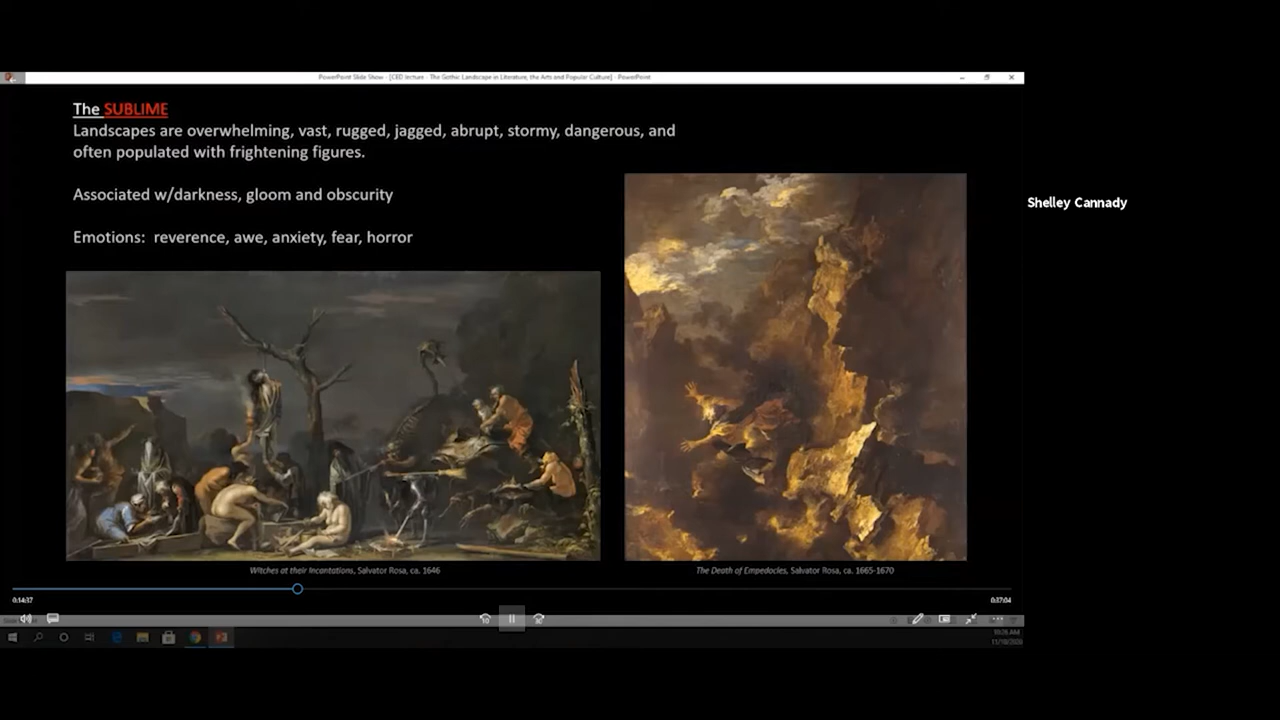 PowerPoint Slide Show - [CED lecture - The Gothic Landscape in Literature, the Arts and Popular Culture] - PowerPoint
The SUBLIME
Landscapes are overwhelming, vast, rugged, jagged, abrupt, stormy, dangerous, and
often populated with frightening figures.
Associated w/darkness, gloom and obscurity
Emotions: reverence, awe, anxiety, fear, horror
Shelley Cannady
Witches at their Incantations, Salvator Rosa, ca. 1646
The Death of Empedocles, Salvator Rosa, ca. 1665-1670
0:14:37
0:37:04
10:26 AM